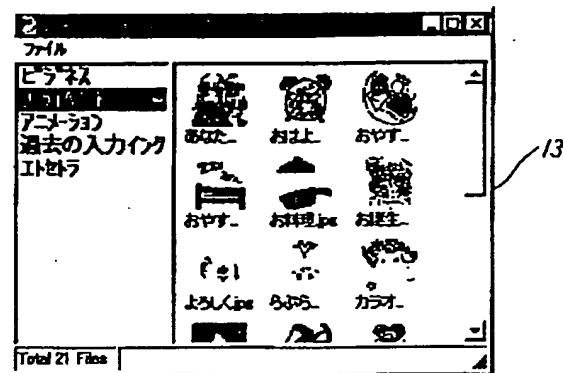 ファイル
ビジネス
アニメーション
過去の入力インク
エトセトラ
あなた_
おはよ_
おやす_
おやす_
お料理.jpg
お誕生_
よろしく.jpg
らぶら_
カラオ_
Total 21 Files
13